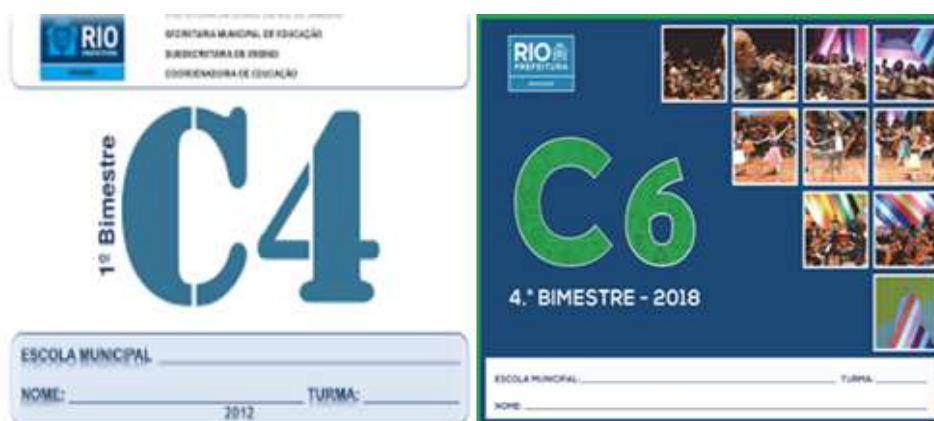 RIO
PREFEITURA
SECRETARIA MUNICIPAL DE EDUCAÇÃO
SUBSECRETARIA DE ENSINO
COORDENADORIA DE EDUCAÇÃO
1º Bimestre
C4
ESCOLA MUNICIPAL
NOME: TURMA:
2012
RIO
PREFEITURA
C6
4.º BIMESTRE - 2018
ESCOLA MUNICIPAL: TURMA:
NOME: